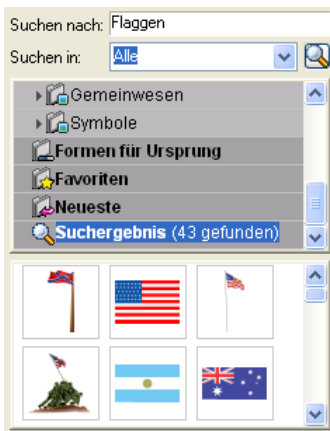 Suchen nach: Flaggen
Suchen in: Alle
Gemeinwesen
Symbole
Formen für Ursprung
Favoriten
Neueste
Suchergebnis (43 gefunden)